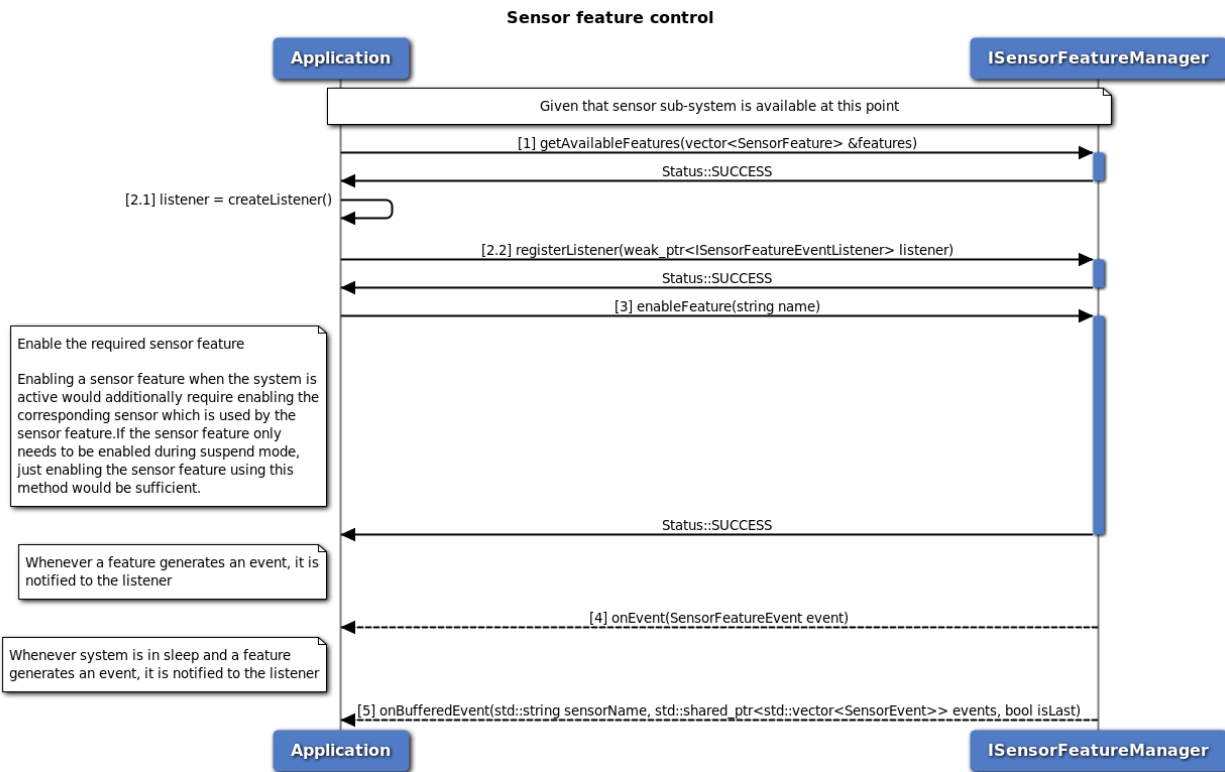 Sensor feature control
Application
ISensorFeatureManager
Given that sensor sub-system is available at this point
[1] getAvailableFeatures(vector<SensorFeature> &features)
Status::SUCCESS
[2.1] listener = createListener()
[2.2] registerListener(weak_ptr<ISensorFeatureEventListener> listener)
Status::SUCCESS
[3] enableFeature(string name)
Enable the required sensor feature
Enabling a sensor feature when the system is
active would additionally require enabling the
corresponding sensor which is used by the
sensor feature.If the sensor feature only
needs to be enabled during suspend mode,
just enabling the sensor feature using this
method would be sufficient.
Status::SUCCESS
Whenever a feature generates an event, it is
notified to the listener
[4] onEvent(SensorFeatureEvent event)
Whenever system is in sleep and a feature
generates an event, it is notified to the listener
[5] onBufferedEvent(std::string sensorName, std::shared_ptr<std::vector<SensorEvent>> events, bool isLast)
Application
ISensorFeatureManager